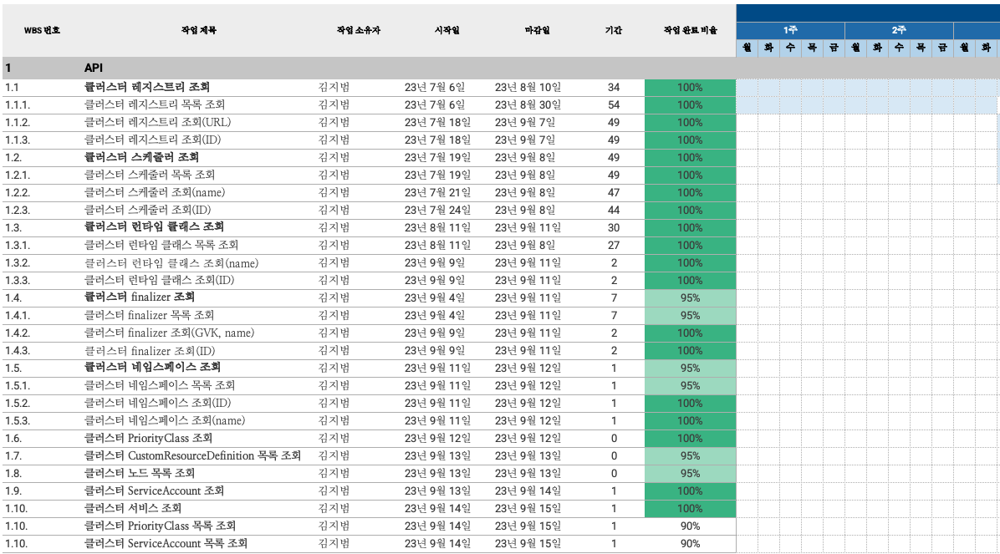 WBS 번호 작업 제목 작업 소유자 시작일 마감일 기간 작업 완료 비율 1주 2주
월 화 수 목 금 월 화 수 목 금 월 화
1 API
1.1 클러스터 레지스트리 조회 김지범 23년 7월 6일 23년 8월 10일 34 100%
1.1.1. 클러스터 레지스트리 목록 조회 김지범 23년 7월 6일 23년 8월 30일 54 100%
1.1.2. 클러스터 레지스트리 조회(URL) 김지범 23년 7월 18일 23년 9월 7일 49 100%
1.1.3. 클러스터 레지스트리 조회(ID) 김지범 23년 7월 18일 23년 9월 7일 49 100%
1.2. 클러스터 스케줄러 조회 김지범 23년 7월 19일 23년 9월 8일 49 100%
1.2.1. 클러스터 스케줄러 목록 조회 김지범 23년 7월 19일 23년 9월 8일 49 100%
1.2.2. 클러스터 스케줄러 조회(name) 김지범 23년 7월 21일 23년 9월 8일 47 100%
1.2.3. 클러스터 스케줄러 조회(ID) 김지범 23년 7월 24일 23년 9월 8일 44 100%
1.3. 클러스터 런타임 클래스 조회 김지범 23년 8월 11일 23년 9월 11일 30 100%
1.3.1. 클러스터 런타임 클래스 목록 조회 김지범 23년 8월 11일 23년 9월 8일 27 100%
1.3.2. 클러스터 런타임 클래스 조회(name) 김지범 23년 9월 9일 23년 9월 11일 2 100%
1.3.3. 클러스터 런타임 클래스 조회(ID) 김지범 23년 9월 9일 23년 9월 11일 2 100%
1.4. 클러스터 finalizer 조회 김지범 23년 9월 4일 23년 9월 11일 7 95%
1.4.1. 클러스터 finalizer 목록 조회 김지범 23년 9월 4일 23년 9월 11일 7 95%
1.4.2. 클러스터 finalizer 조회(GVK, name) 김지범 23년 9월 9일 23년 9월 11일 2 100%
1.4.3. 클러스터 finalizer 조회(ID) 김지범 23년 9월 9일 23년 9월 11일 2 100%
1.5. 클러스터 네임스페이스 조회 김지범 23년 9월 11일 23년 9월 12일 1 95%
1.5.1. 클러스터 네임스페이스 목록 조회 김지범 23년 9월 11일 23년 9월 12일 1 95%
1.5.2. 클러스터 네임스페이스 조회(ID) 김지범 23년 9월 11일 23년 9월 12일 1 100%
1.5.3. 클러스터 네임스페이스 조회(name) 김지범 23년 9월 11일 23년 9월 12일 1 100%
1.6. 클러스터 PriorityClass 조회 김지범 23년 9월 12일 23년 9월 12일 0 100%
1.7. 클러스터 CustomResourceDefinition 목록 조회 김지범 23년 9월 13일 23년 9월 13일 0 95%
1.8. 클러스터 노드 목록 조회 김지범 23년 9월 13일 23년 9월 13일 0 95%
1.9. 클러스터 ServiceAccount 조회 김지범 23년 9월 13일 23년 9월 14일 1 100%
1.10. 클러스터 서비스 조회 김지범 23년 9월 14일 23년 9월 15일 1 100%
1.10. 클러스터 PriorityClass 목록 조회 김지범 23년 9월 14일 23년 9월 15일 1 90%
1.10. 클러스터 ServiceAccount 목록 조회 김지범 23년 9월 14일 23년 9월 15일 1 90%